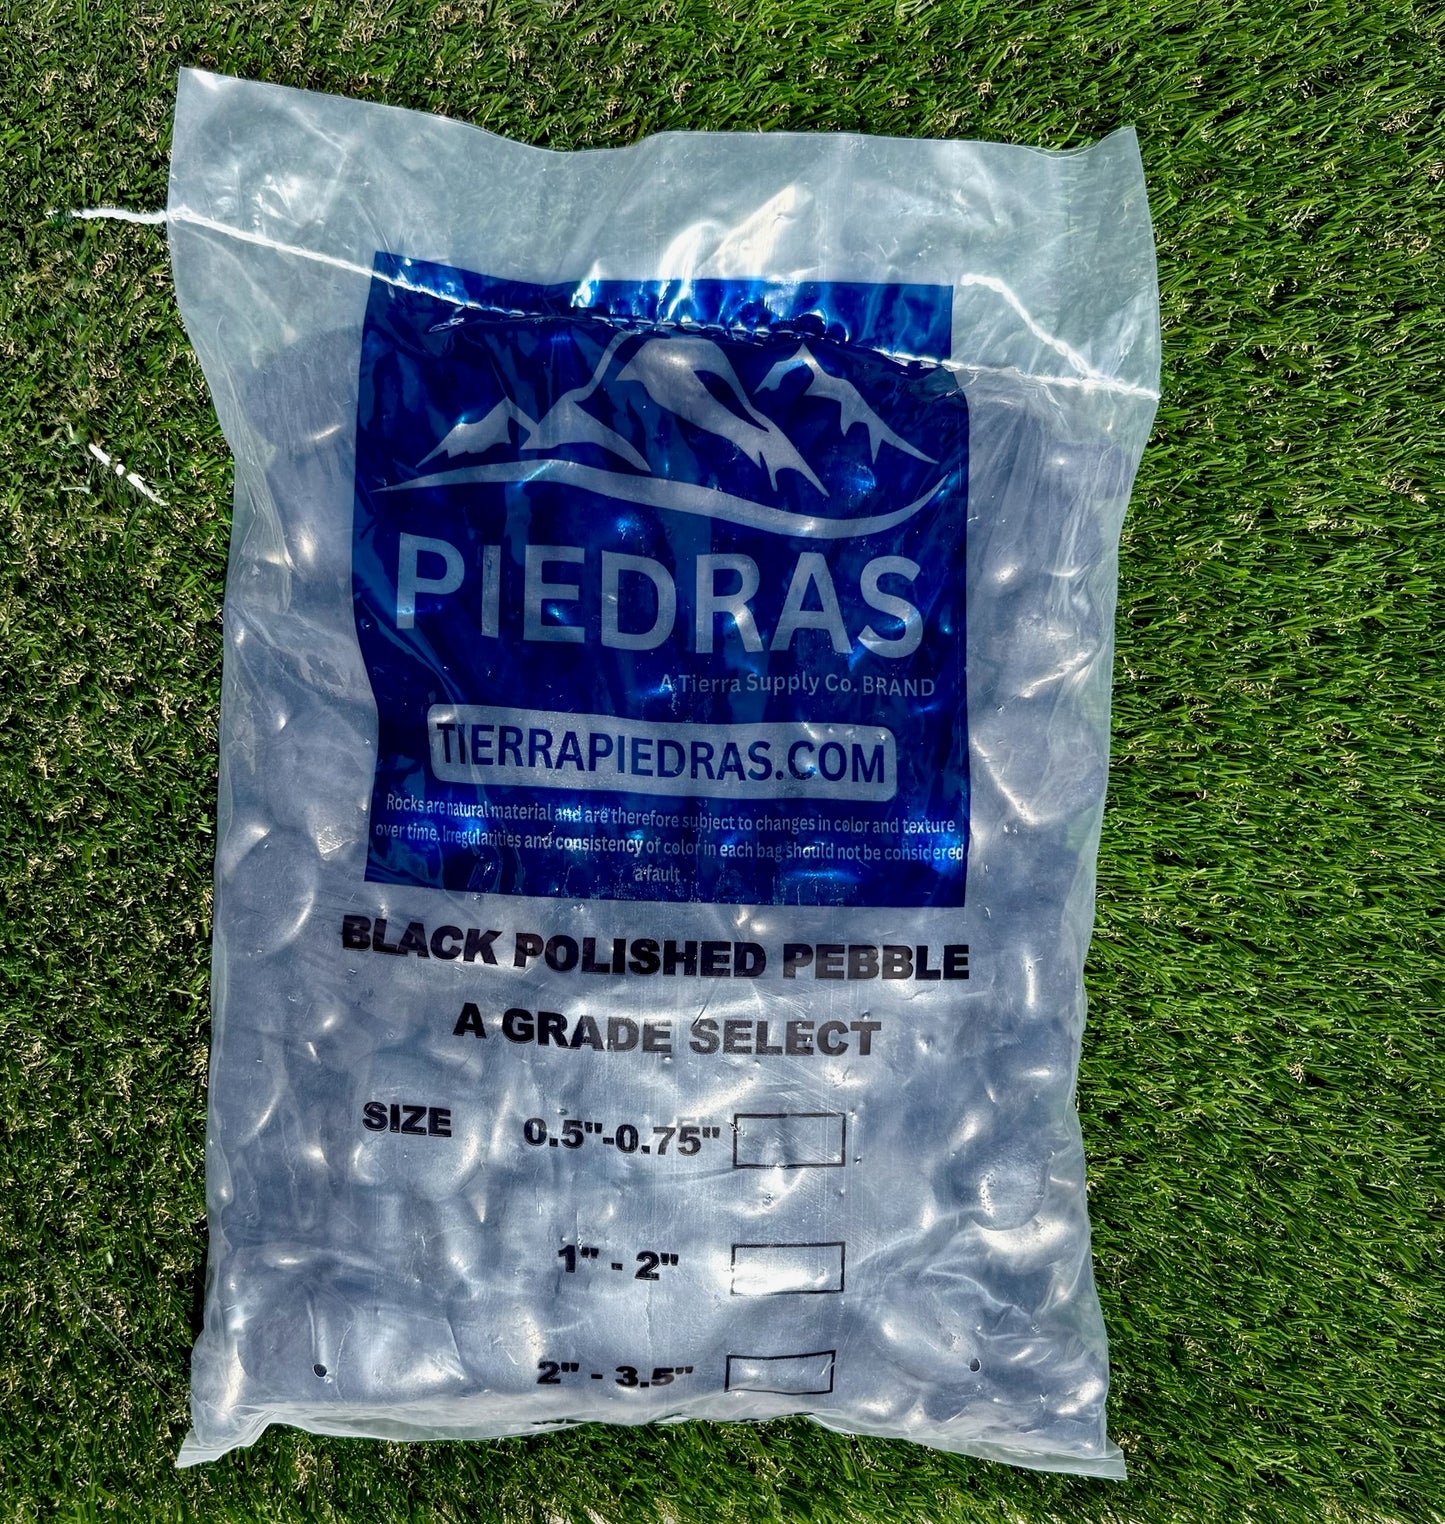 PIEDRAS
A Tierra Supply Co. BRAND
TIERRAPIEDRAS.COM
Rocks are natural material and are therefore subject to changes in color and texture
over time. Irregularities and consistency of color in each bag should not be considered
a fault
BLACK POLISHED PEBBLE
A GRADE SELECT
SIZE 0.5"-0.75"
1" - 2"
2" - 3.5"